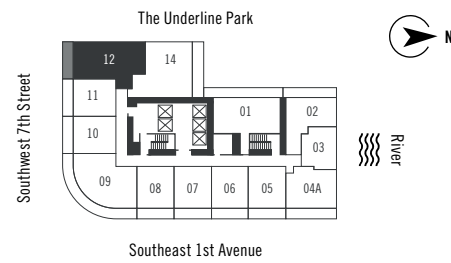 The Underline Park
N
12
14
11
01
02
10
03
Southwest 7th Street
River
09
08
07
06
05
04A
Southeast 1st Avenue